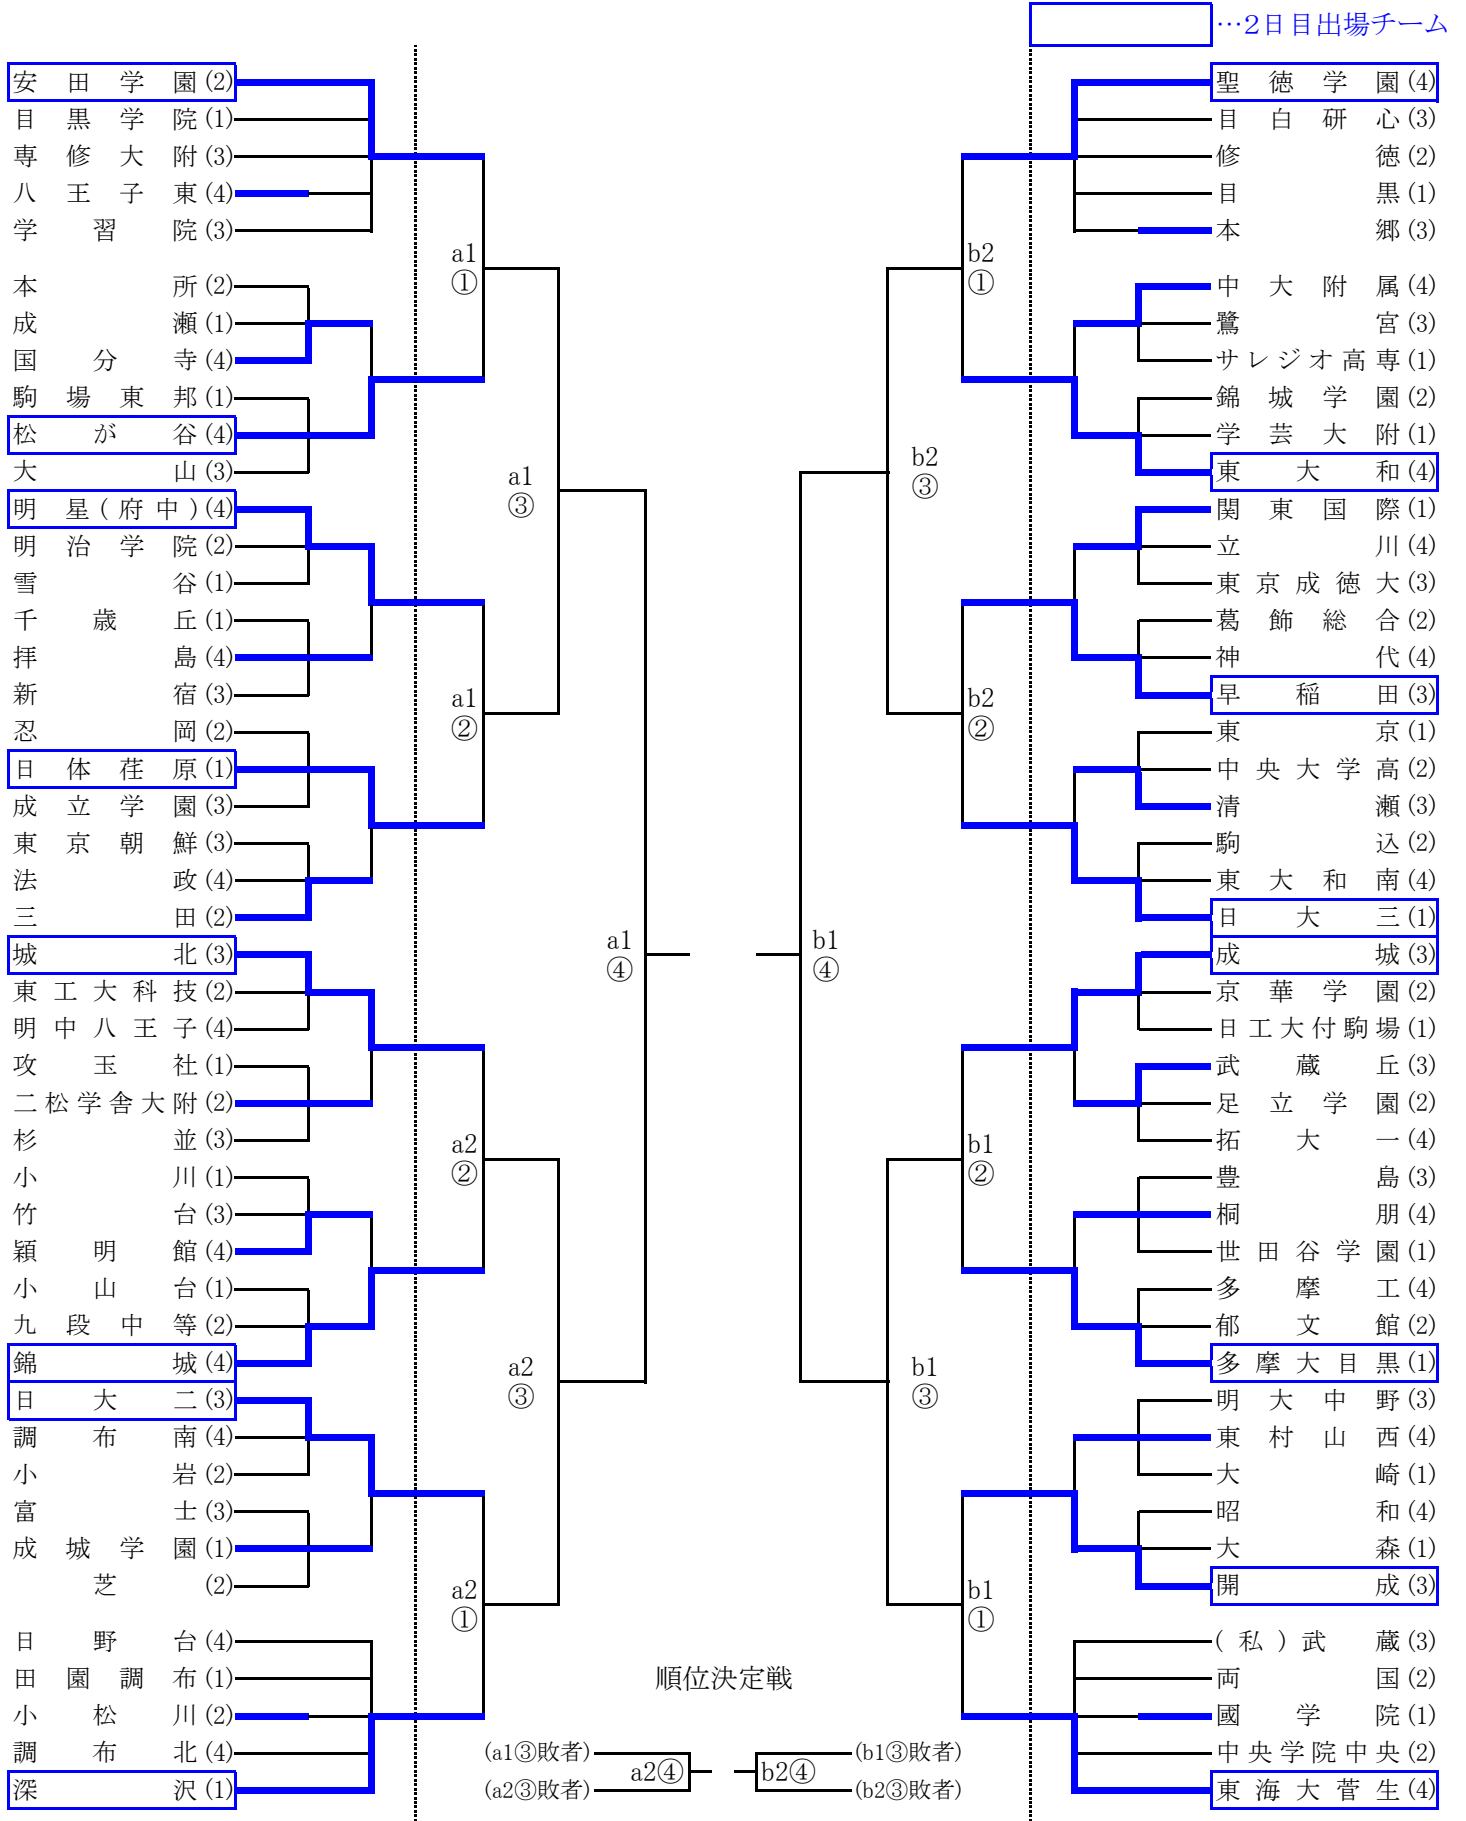 …2日目出場チーム
安田学園(2)
目黒学院(1)
専修大附(3)
八王子東(4)
学習院(3)
本所(2)
成瀬(1)
国分寺(4)
駒場東邦(1)
松が谷(4)
大山(3)
明星(府中)(4)
明治学院(2)
雪谷(1)
千歳丘(1)
拝島(4)
新宿(3)
忍岡(2)
日体荏原(1)
成立学園(3)
東京朝鮮(3)
法政(4)
三田(2)
城北(3)
東工大科技(2)
明中八王子(4)
攻玉社(1)
二松学舎大附(2)
杉並(3)
小川(1)
竹台(3)
穎明館(4)
小山台(1)
九段中等(2)
錦城(4)
日大二(3)
調布南(4)
小岩(2)
富士(3)
成城学園(1)
芝(2)
日野台(4)
田園調布(1)
小松川(2)
調布北(4)
深沢(1)
a1
①
a1
③
a1
②
a1
④
a2
②
a2
③
a2
①
b2
①
b2
③
b2
②
b1
④
b1
②
b1
③
b1
①
順位決定戦
(a1③敗者)
(a2③敗者)
a2④
b2④
(b1③敗者)
(b2③敗者)
聖徳学園(4)
目白研心(3)
修徳(2)
目黒(1)
本郷(3)
中大附属(4)
鷺宮(3)
サレジオ高専(1)
錦城学園(2)
学芸大附(1)
東大和(4)
関東国際(1)
立川(4)
東京成徳大(3)
葛飾総合(2)
神代(4)
早稲田(3)
東京(1)
中央大学高(2)
清瀬(3)
駒込(2)
東大和南(4)
日大三(1)
成城(3)
京華学園(2)
日工大付駒場(1)
武蔵丘(3)
足立学園(2)
拓大一(4)
豊島(3)
桐朋(4)
世田谷学園(1)
多摩工(4)
郁文館(2)
多摩大目黒(1)
明大中野(3)
東村山西(4)
大崎(1)
昭和(4)
大森(1)
開成(3)
(私)武蔵(3)
両国(2)
國学院(1)
中央学院中央(2)
東海大菅生(4)